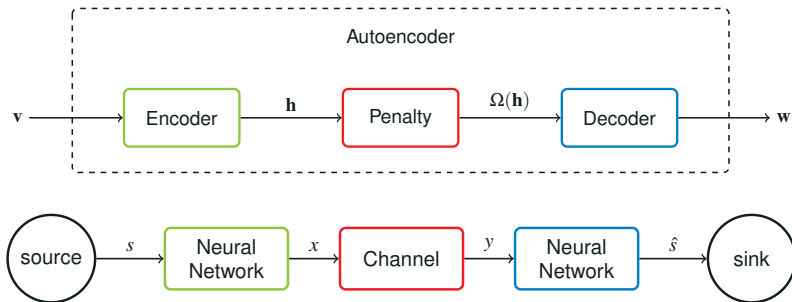 Autoencoder
v Encoder h Penalty Ω(h) Decoder w
source s Neural Network x Channel y Neural Network ŝ sink